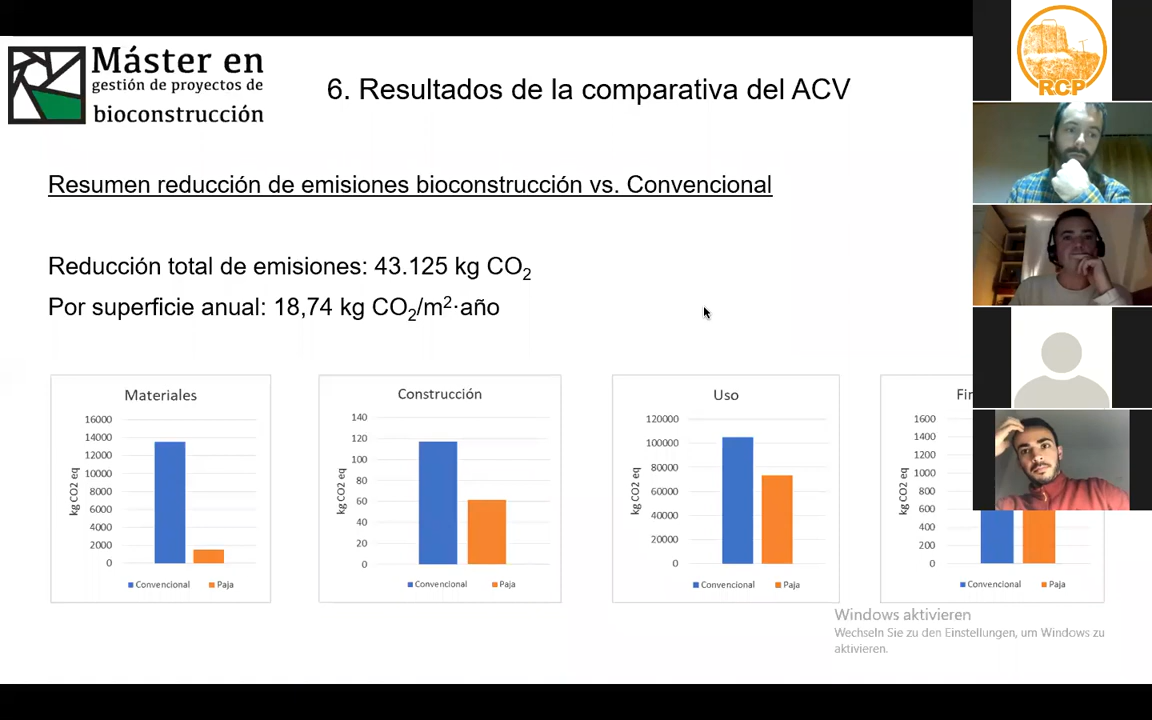 Máster en
gestión de proyectos de
bioconstrucción
6. Resultados de la comparativa del ACV
RCP
Resumen reducción de emisiones bioconstrucción vs. Convencional
Reducción total de emisiones: 43.125 kg CO₂
Por superficie anual: 18,74 kg CO₂/m²·año
Materiales
16000
14000
12000
10000
8000
6000
4000
2000
0
kg CO2 eq
Convencional Paja
Construcción
140
120
100
80
60
40
20
0
kg CO2 eq
Convencional Paja
Uso
120000
100000
80000
60000
40000
20000
0
kg CO2 eq
Convencional Paja
1600
1400
1200
1000
800
600
400
200
0
kg CO2 eq
Convencional Paja
Windows aktivieren
Wechseln Sie zu den Einstellungen, um Windows zu
aktivieren.